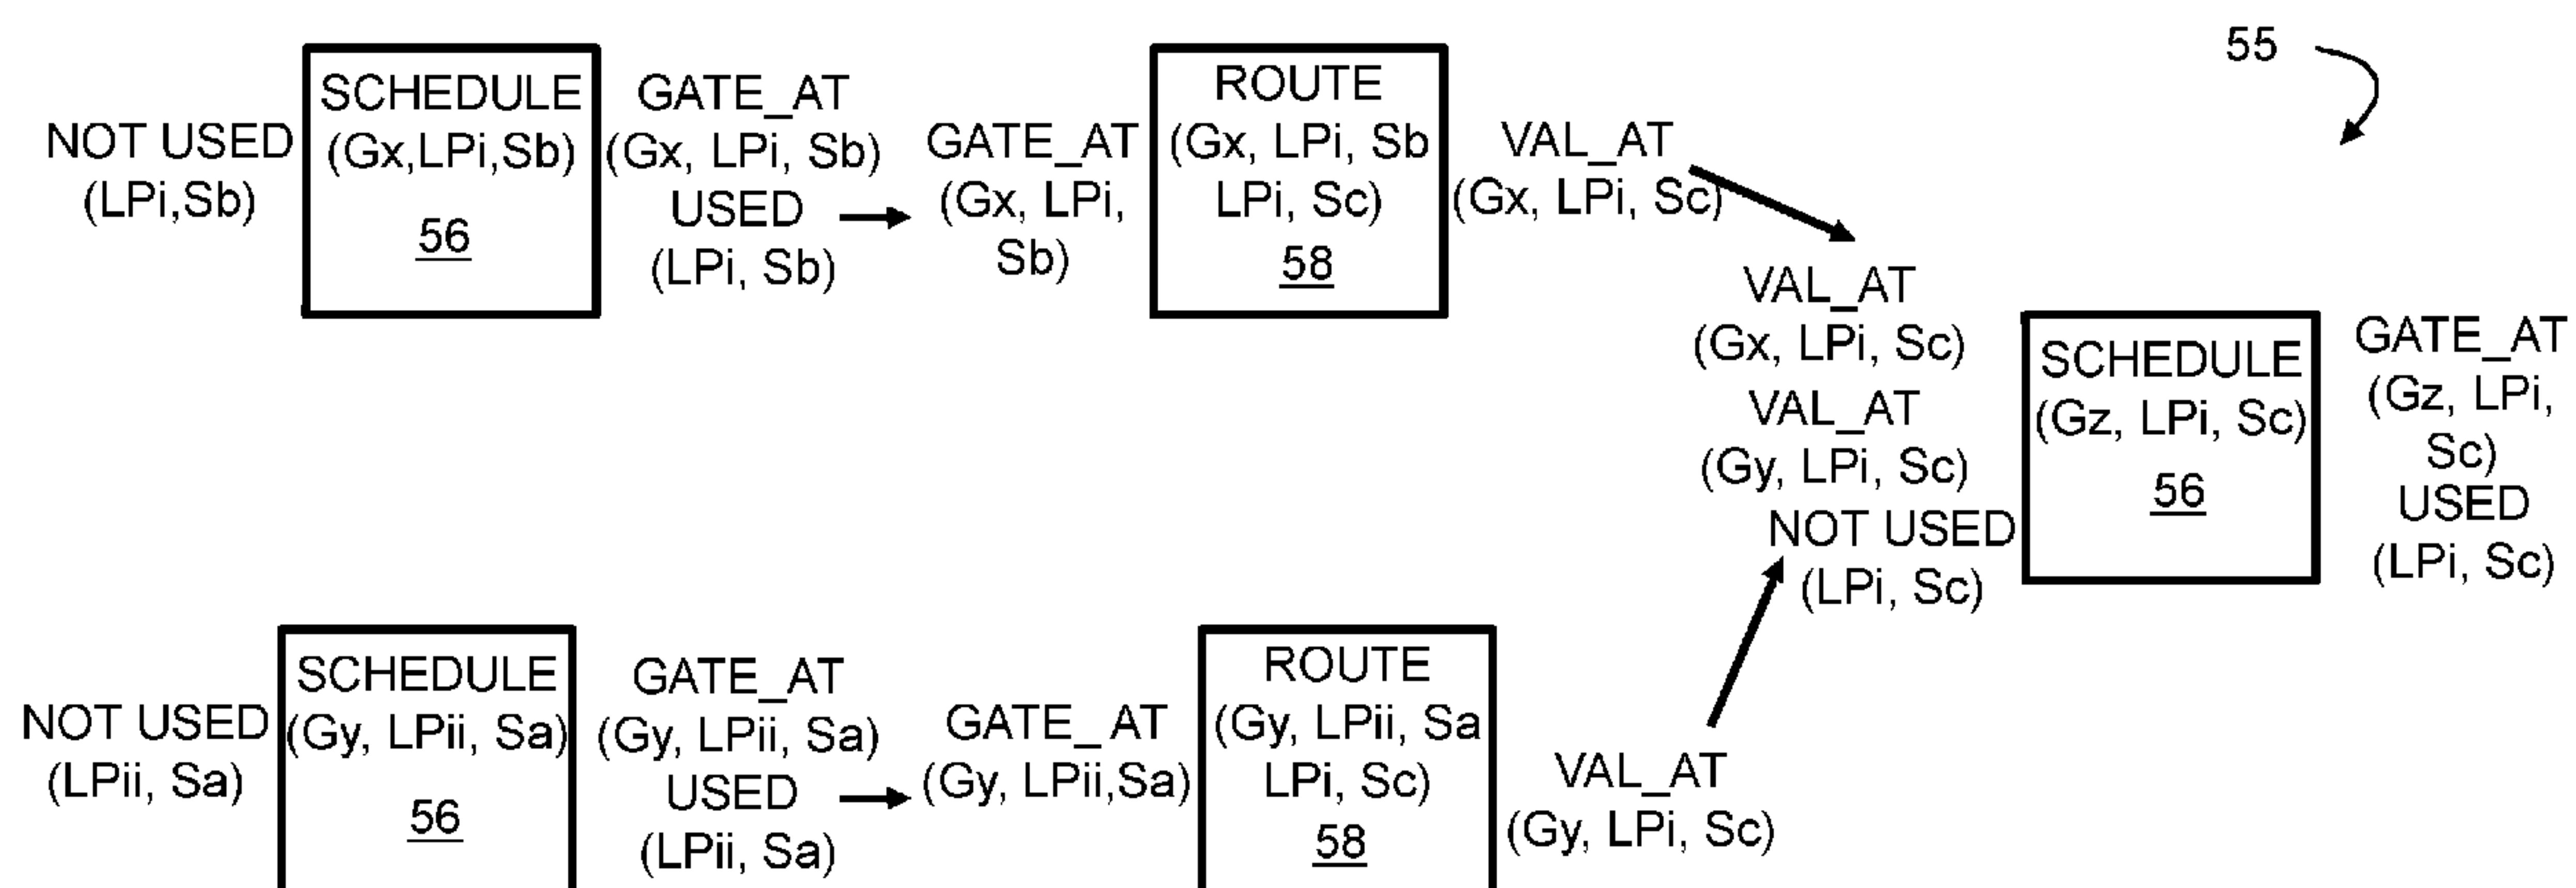 55
NOT USED
(LPi,Sb)
SCHEDULE
(Gx,LPi,Sb)
56
GATE_AT
(Gx, LPi, Sb)
USED
(LPi, Sb)
GATE_AT
(Gx, LPi,
Sb)
ROUTE
(Gx, LPi, Sb
LPi, Sc)
58
VAL_AT
(Gx, LPi, Sc)
VAL_AT
(Gx, LPi, Sc)
VAL_AT
(Gy, LPi, Sc)
NOT USED
(LPi, Sc)
SCHEDULE
(Gz, LPi, Sc)
56
GATE_AT
(Gz, LPi,
Sc)
USED
(LPi, Sc)
NOT USED
(LPii, Sa)
SCHEDULE
(Gy, LPii, Sa)
56
GATE_AT
(Gy, LPii, Sa)
USED
(LPii, Sa)
GATE_ AT
(Gy, LPii,Sa)
ROUTE
(Gy, LPii, Sa
LPi, Sc)
58
VAL_AT
(Gy, LPi, Sc)